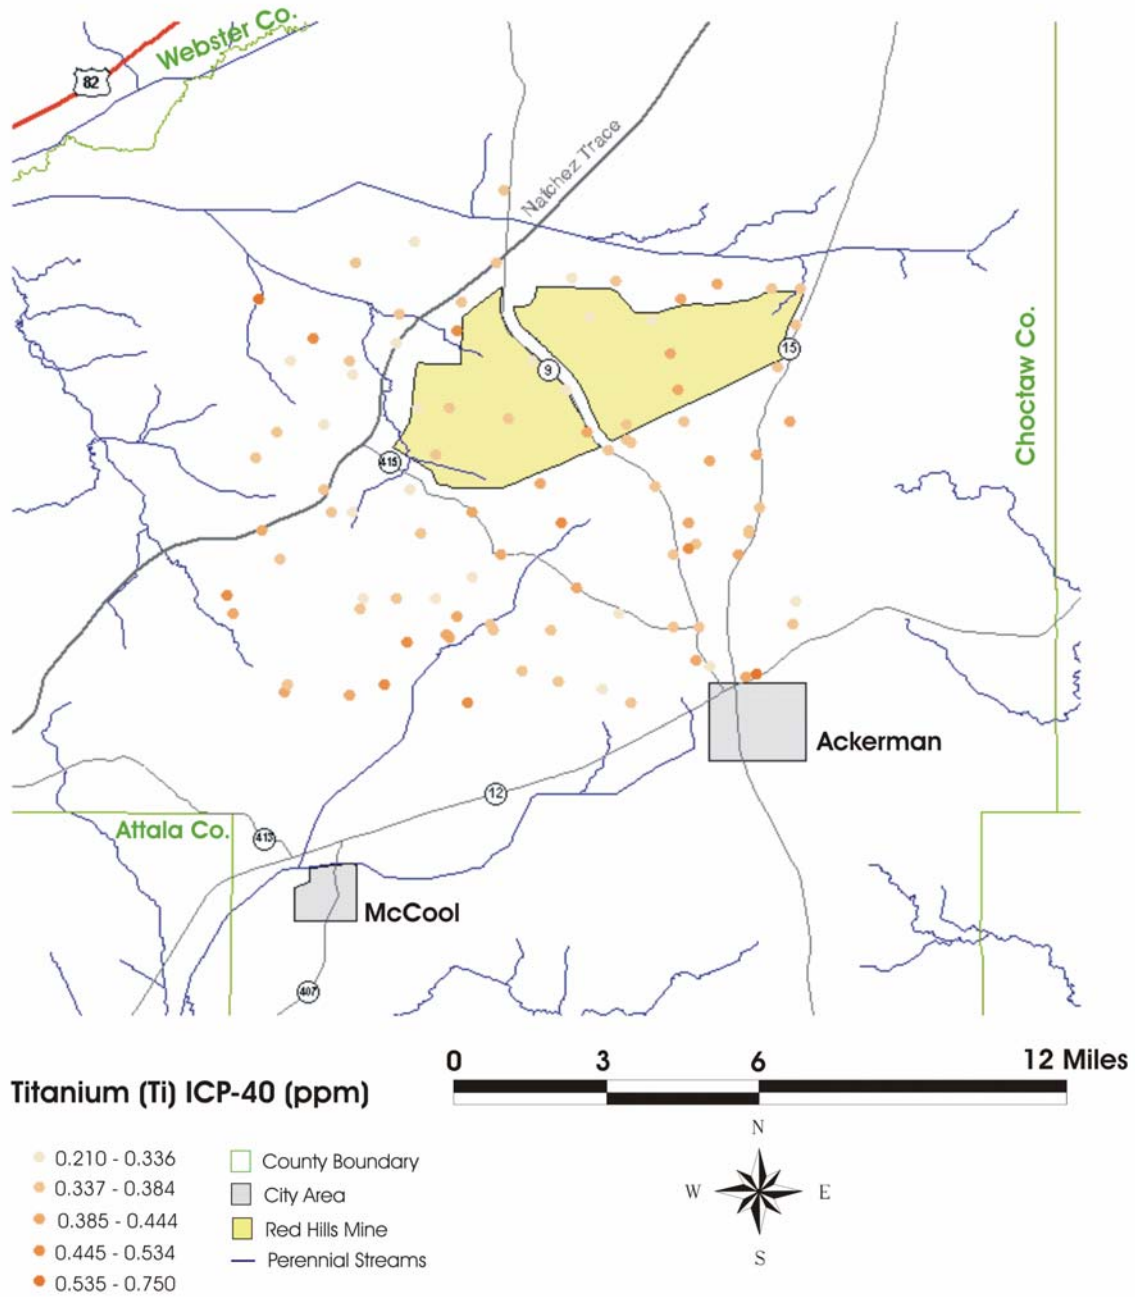 Webster Co.
82
Natchez Trace
15
9
Choctaw Co.
415
Ackerman
12
Attala Co.
413
McCool
407
0 3 6 12 Miles
Titanium (Ti) ICP-40 (ppm)
N
0.210 - 0.336
County Boundary
0.337 - 0.384
City Area
W E
0.385 - 0.444
Red Hills Mine
0.445 - 0.534
Perennial Streams
S
0.535 - 0.750